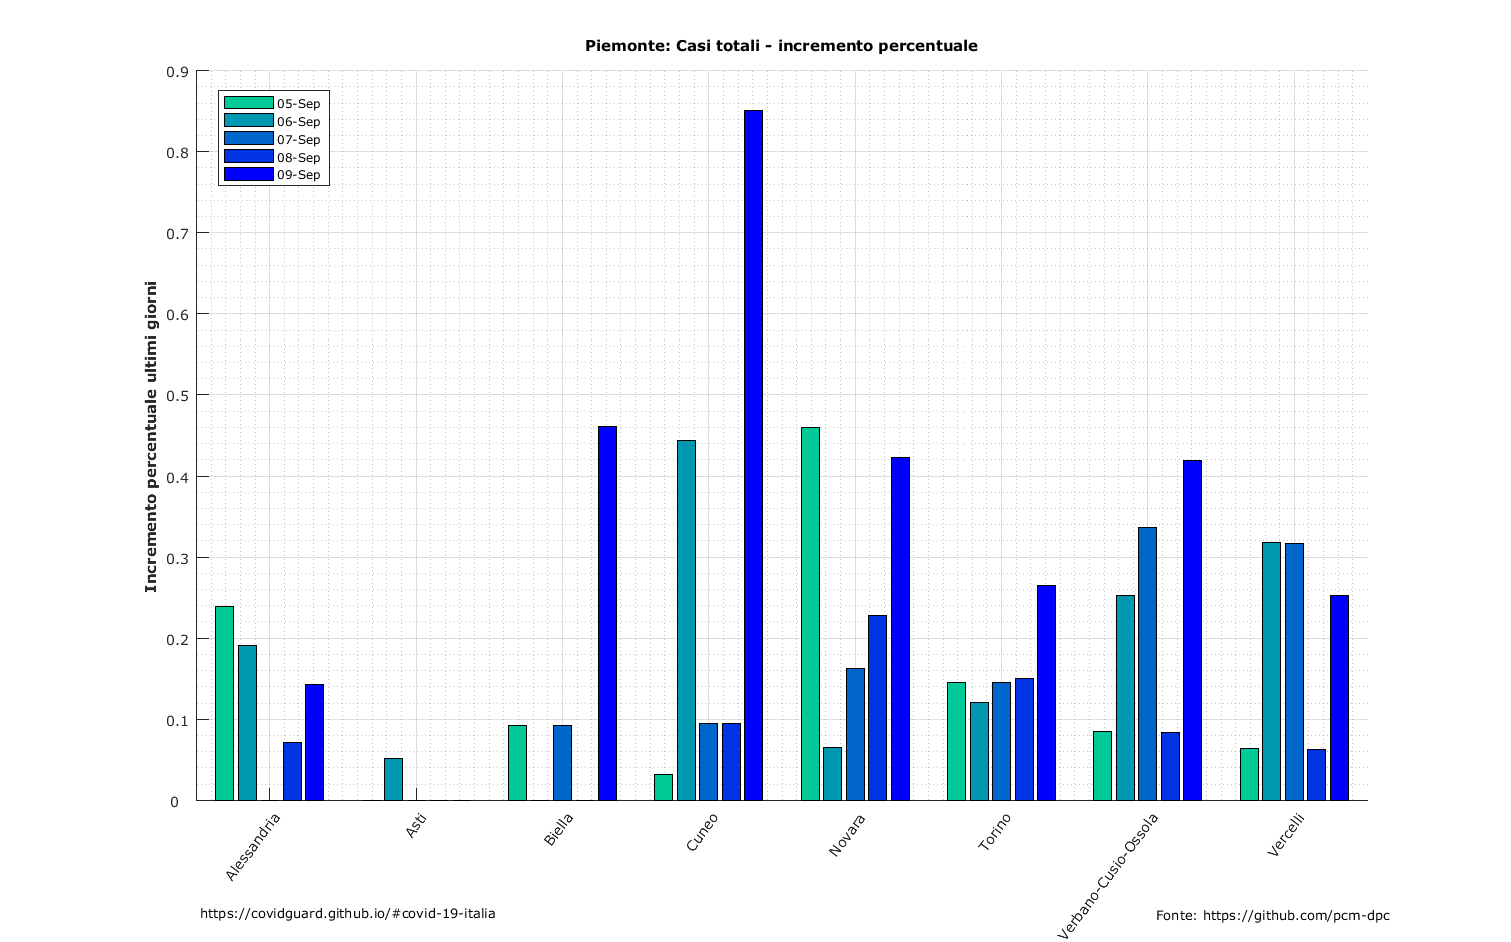 Piemonte: Casi totali - incremento percentuale
Incremento percentuale ultimi giorni
0.9
0.8
0.7
0.6
0.5
0.4
0.3
0.2
0.1
0
05-Sep
06-Sep
07-Sep
08-Sep
09-Sep
Alessandria
Asti
Biella
Cuneo
Novara
Torino
Verbano-Cusio-Ossola
Vercelli
https://covidguard.github.io/#covid-19-italia
Fonte: https://github.com/pcm-dpc